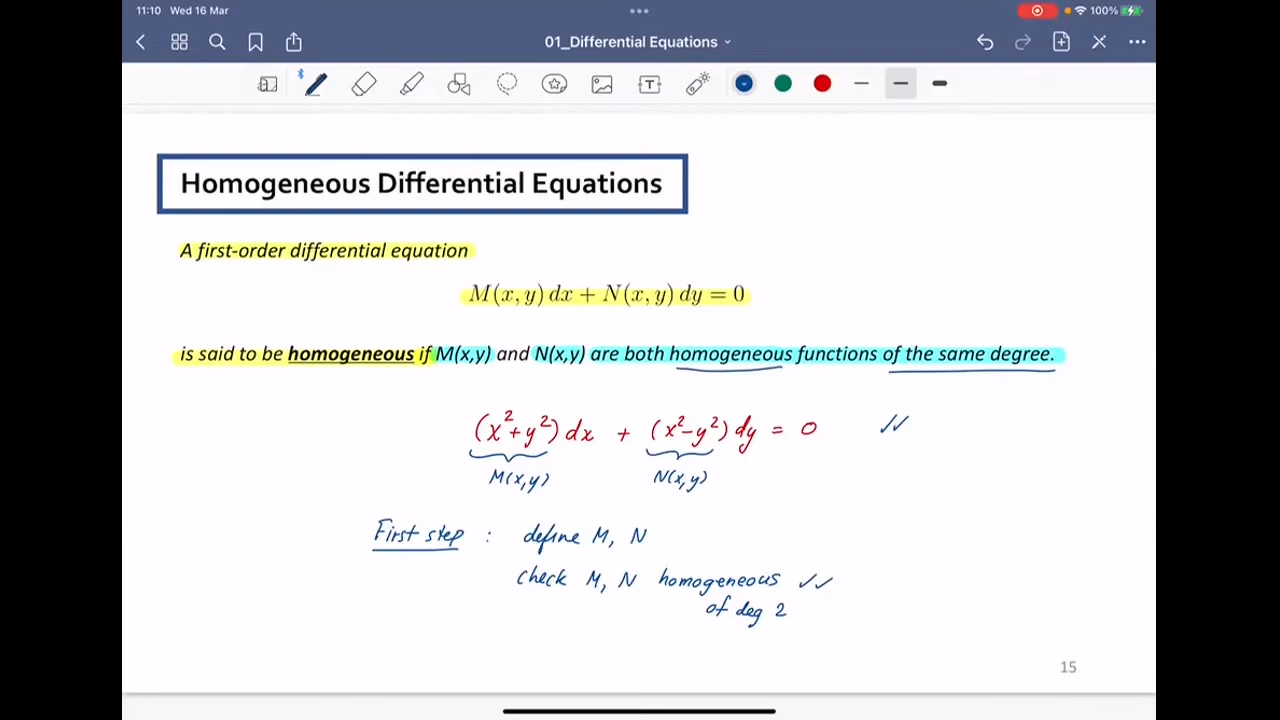 11:10 Wed 16 Mar
100%
01_Differential Equations
Homogeneous Differential Equations
A first-order differential equation
M(x, y) dx + N(x, y) dy = 0
is said to be homogeneous if M(x,y) and N(x,y) are both homogeneous functions of the same degree.
(x²+y²) dx + (x²-y²) dy = 0
M(x,y) N(x,y)
First step : define M, N
check M, N homogeneous
of deg 2
15